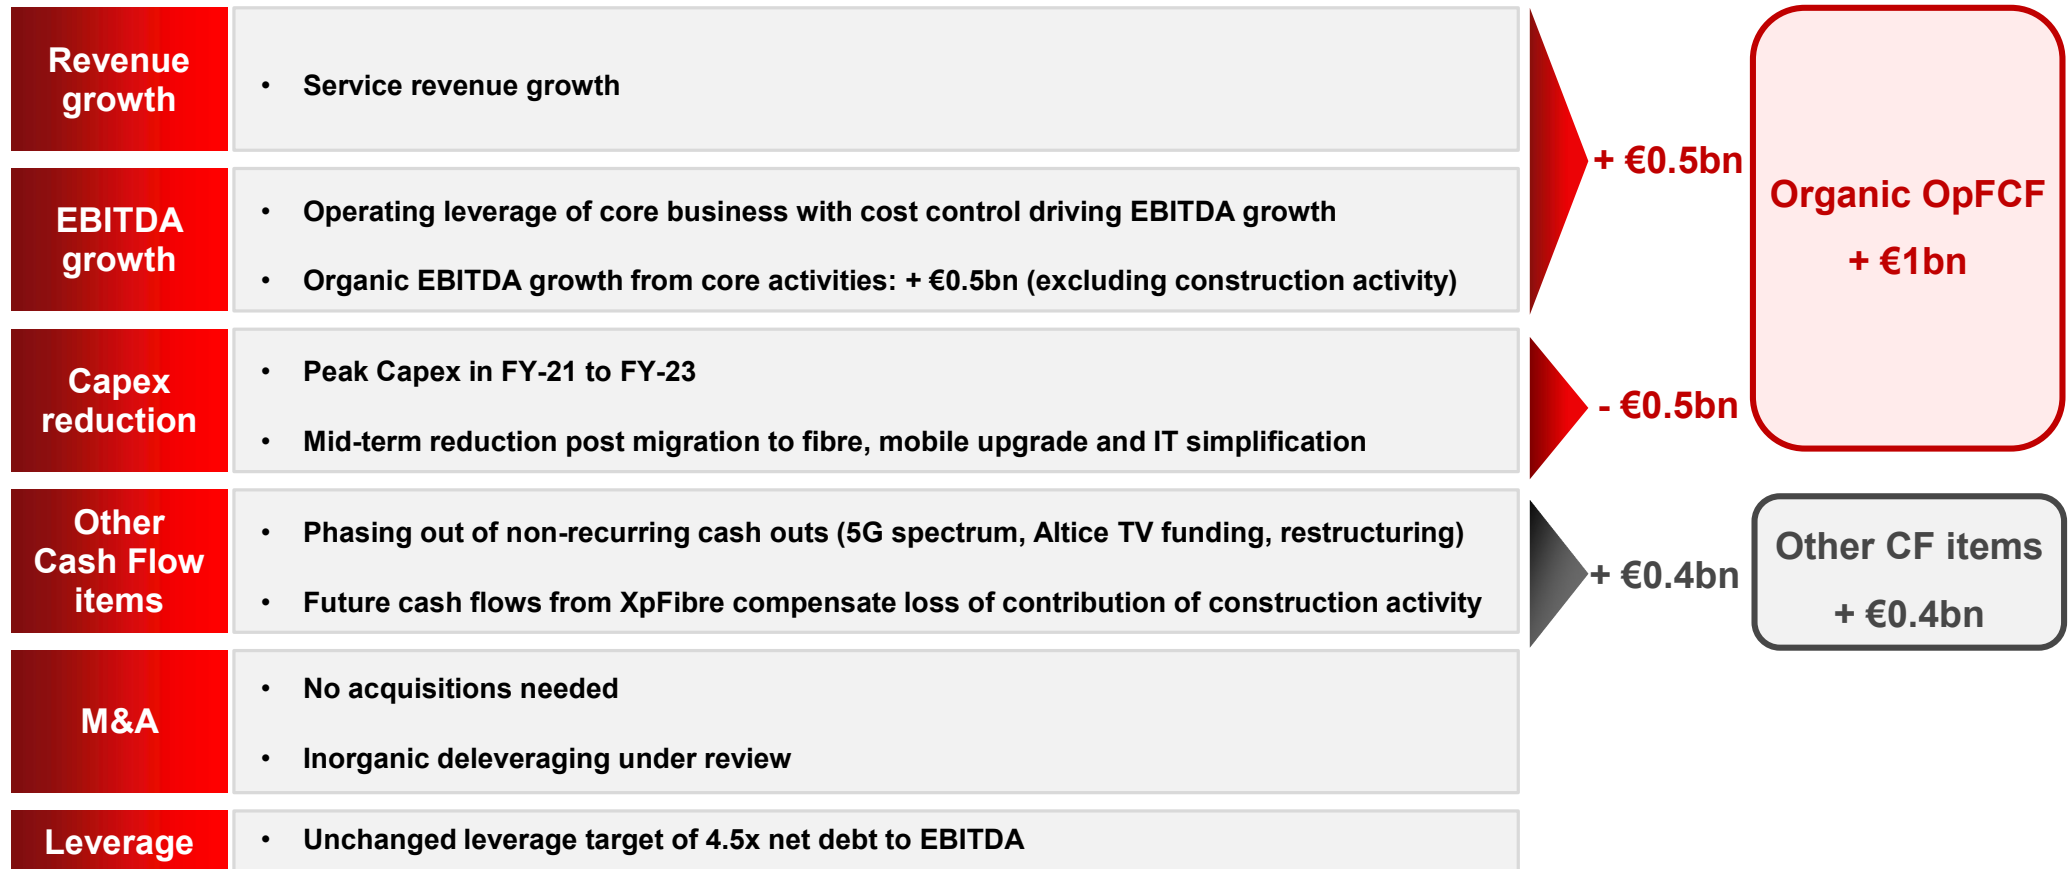 Revenue
growth
• Service revenue growth
EBITDA
growth
• Operating leverage of core business with cost control driving EBITDA growth
• Organic EBITDA growth from core activities: + €0.5bn (excluding construction activity)
+ €0.5bn
Capex
reduction
• Peak Capex in FY-21 to FY-23
• Mid-term reduction post migration to fibre, mobile upgrade and IT simplification
- €0.5bn
Organic OpFCF
+ €1bn
Other
Cash Flow
items
• Phasing out of non-recurring cash outs (5G spectrum, Altice TV funding, restructuring)
• Future cash flows from XpFibre compensate loss of contribution of construction activity
+ €0.4bn
Other CF items
+ €0.4bn
M&A
• No acquisitions needed
• Inorganic deleveraging under review
Leverage
• Unchanged leverage target of 4.5x net debt to EBITDA